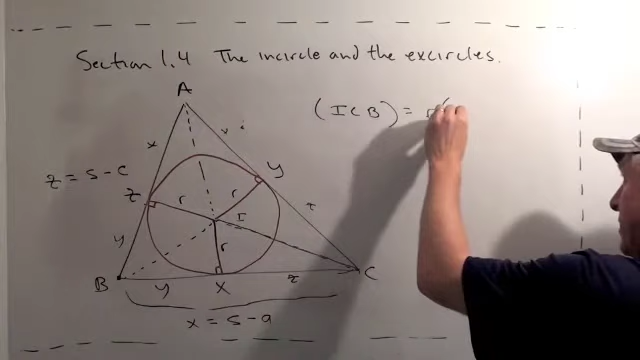 Section 1.4 The incircle and the excircles.
A
(ICB) = r(
x
x
z = s-c
Z
Y
r
r
I
z
y
r
B
y
X
z
C
x = s-a